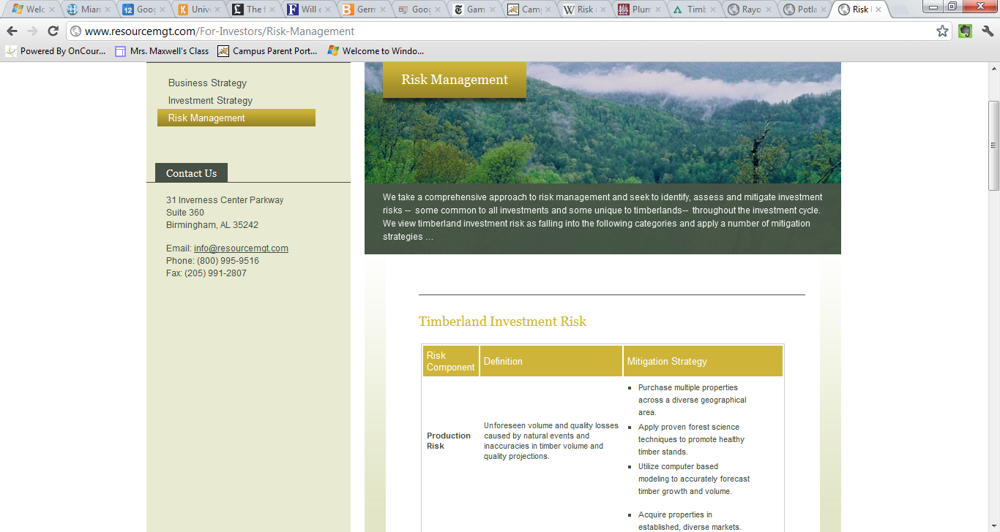 Welc
Mian
12 Goog
K Univ
L The f
F Will e
B Germ
Goog
T Gam
Camp
W Risk
Plum
Timb
Rayo
Potla
Risk
www.resourcemgt.com/For-Investors/Risk-Management
Powered By OnCour...
Mrs. Maxwell's Class
Campus Parent Port...
Welcome to Windo...
Business Strategy
Investment Strategy
Risk Management
Contact Us
31 Inverness Center Parkway
Suite 360
Birmingham, AL 35242
Email: info@resourcemgt.com
Phone: (800) 995-9516
Fax: (205) 991-2807
Risk Management
We take a comprehensive approach to risk management and seek to identify, assess and mitigate investment
risks -- some common to all investments and some unique to timberlands-- throughout the investment cycle.
We view timberland investment risk as falling into the following categories and apply a number of mitigation
strategies ...
Timberland Investment Risk
Risk
Component
Definition
Mitigation Strategy
Production
Risk
Unforeseen volume and quality losses
caused by natural events and
inaccuracies in timber volume and
quality projections.
Purchase multiple properties
across a diverse geographical
area.
Apply proven forest science
techniques to promote healthy
timber stands.
Utilize computer based
modeling to accurately forecast
timber growth and volume.
Acquire properties in
established, diverse markets.